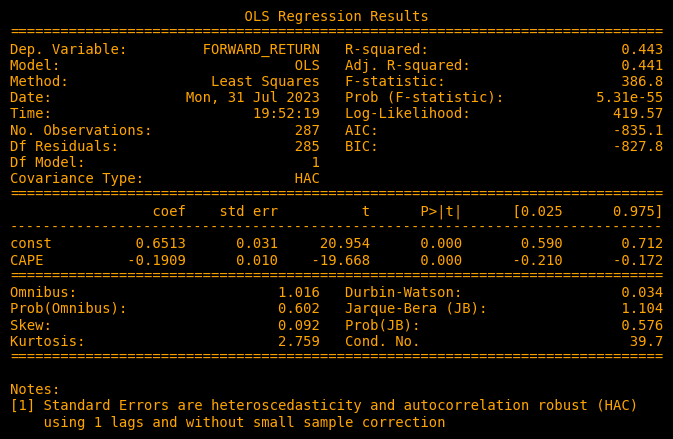 OLS Regression Results
==============================================================================
Dep. Variable:         FORWARD_RETURN   R-squared:                       0.443
Model:                            OLS   Adj. R-squared:                  0.441
Method:                 Least Squares   F-statistic:                     386.8
Date:                Mon, 31 Jul 2023   Prob (F-statistic):           5.31e-55
Time:                        19:52:19   Log-Likelihood:                 419.57
No. Observations:                 287   AIC:                            -835.1
Df Residuals:                     285   BIC:                            -827.8
Df Model:                           1
Covariance Type:                  HAC
==============================================================================
                 coef    std err          t      P>|t|      [0.025      0.975]
------------------------------------------------------------------------------
const          0.6513      0.031     20.954      0.000       0.590       0.712
CAPE          -0.1909      0.010    -19.668      0.000      -0.210      -0.172
==============================================================================
Omnibus:                        1.016   Durbin-Watson:                   0.034
Prob(Omnibus):                  0.602   Jarque-Bera (JB):                1.104
Skew:                           0.092   Prob(JB):                        0.576
Kurtosis:                       2.759   Cond. No.                         39.7
==============================================================================
Notes:
[1] Standard Errors are heteroscedasticity and autocorrelation robust (HAC)
using 1 lags and without small sample correction